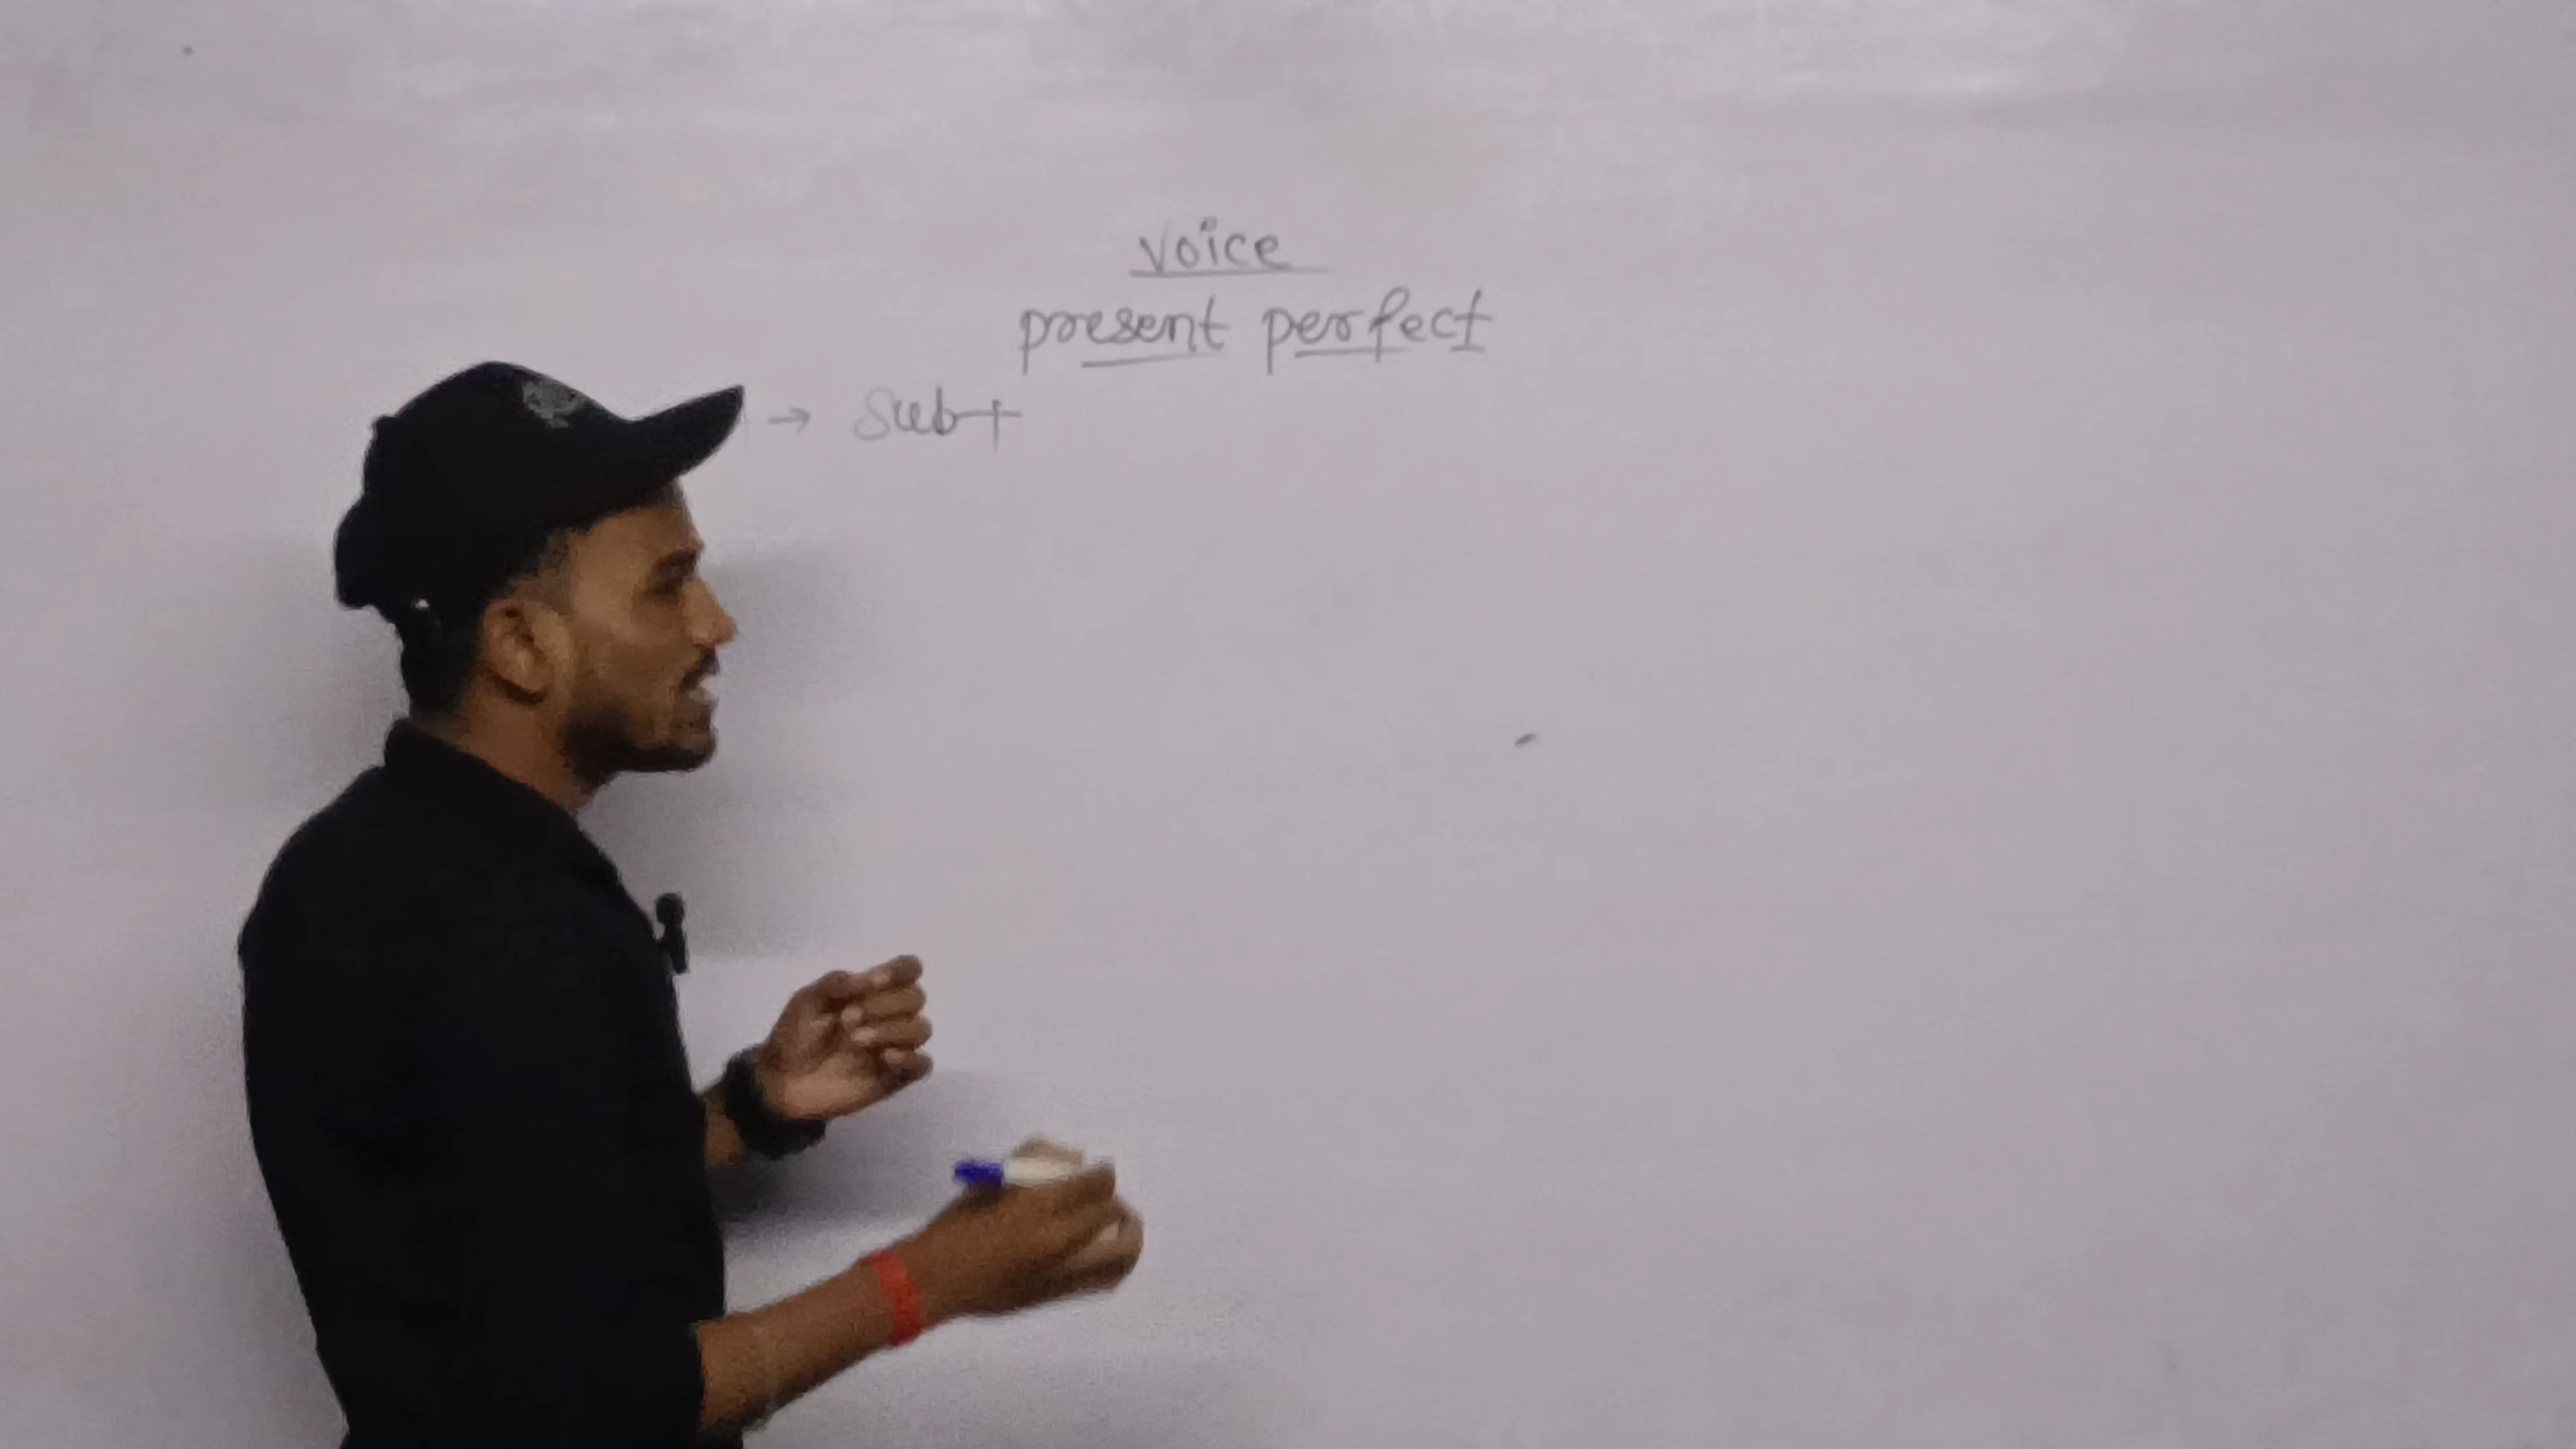 voice
present perfect
→ Sub+